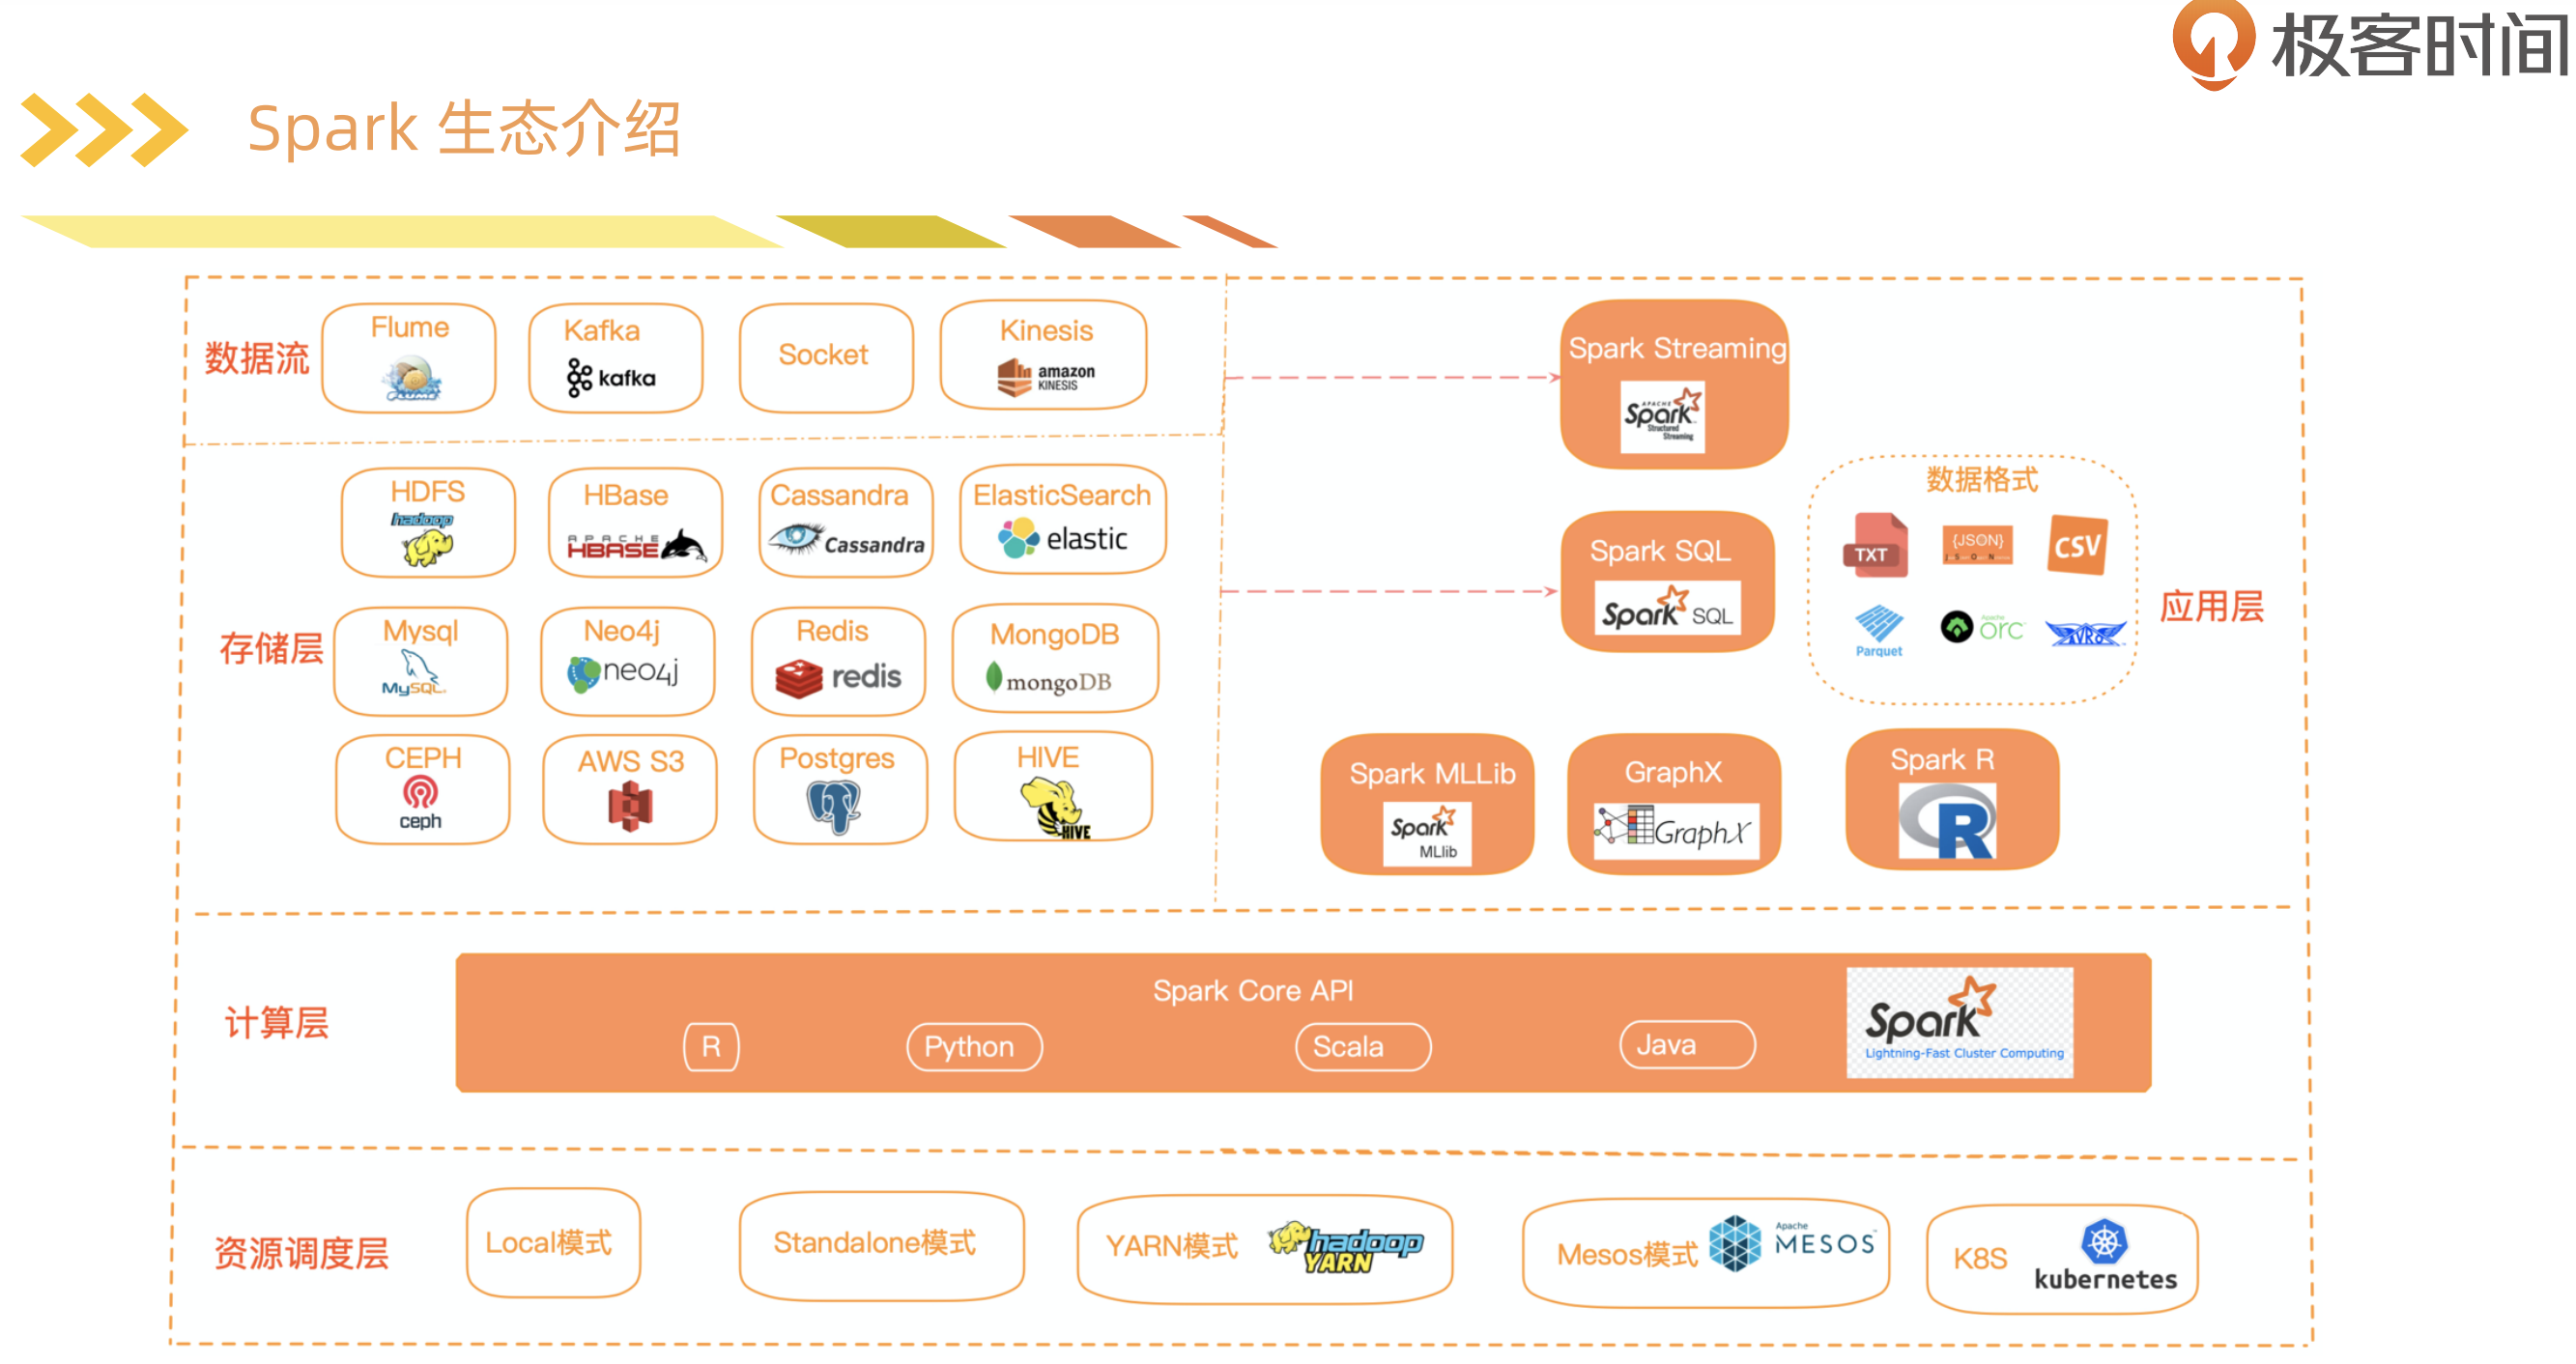 极客时间
Spark 生态介绍
数据流
Flume
FLUME
Kafka
kafka
Socket
Kinesis
amazon
KINESIS
存储层
HDFS
hadoop
HBase
APACHE
HBASE
Cassandra
Cassandra
ElasticSearch
elastic
Mysql
MySQL
Neo4j
neo4j
Redis
redis
MongoDB
mongoDB
CEPH
ceph
AWS S3
Postgres
HIVE
HIVE
应用层
Spark Streaming
APACHE
Spark
Structured
Streaming
Spark SQL
Spark SQL
数据格式
TXT
{JSON}
JSON
CSV
Parquet
Apache
orc
AVRO
Spark MLLib
Spark
MLlib
GraphX
GraphX
Spark R
R
计算层
Spark Core API
R
Python
Scala
Java
Spark
Lightning-Fast Cluster Computing
资源调度层
Local模式
Standalone模式
YARN模式
hadoop
YARN
Mesos模式
Apache
MESOS
K8S
kubernetes